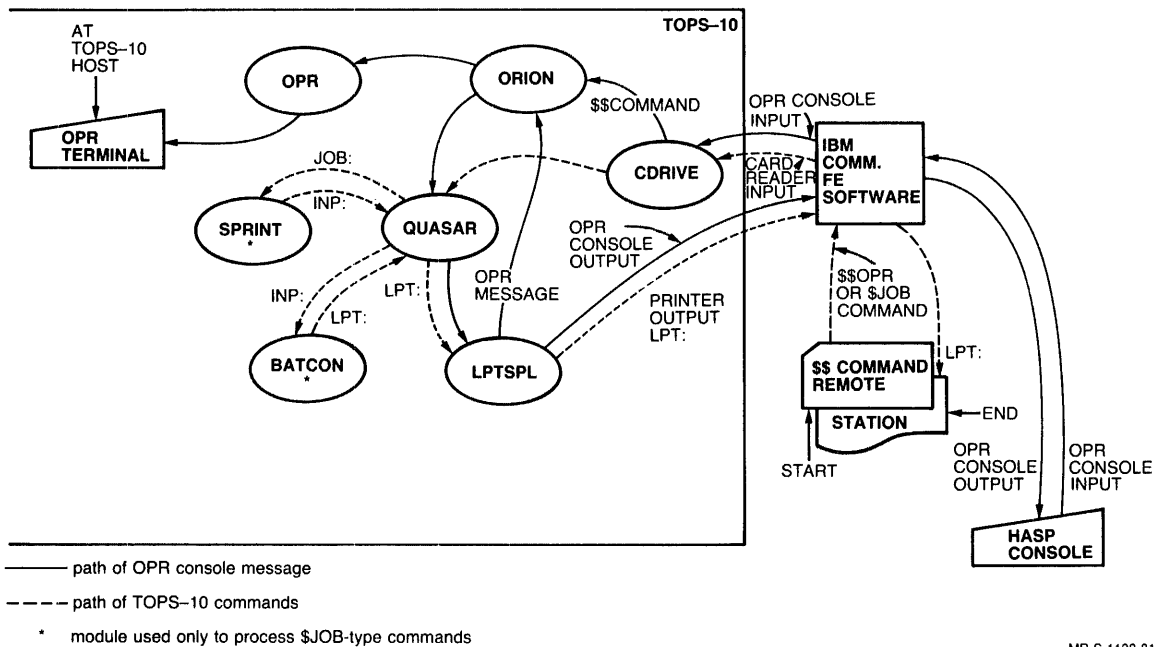 TOPS–10
AT
TOPS–10
HOST
OPR
TERMINAL
OPR
ORION
$$COMMAND
OPR CONSOLE
INPUT
CDRIVE
CARD
READER
INPUT
IBM
COMM.
FE
SOFTWARE
JOB:
INP:
SPRINT
*
QUASAR
INP:
LPT:
BATCON
*
LPT:
OPR
MESSAGE
LPTSPL
OPR
CONSOLE
OUTPUT
PRINTER
OUTPUT
LPT:
$$OPR
OR $JOB
COMMAND
LPT:
$$ COMMAND
REMOTE
STATION
END
START
OPR
CONSOLE
OUTPUT
OPR
CONSOLE
INPUT
HASP
CONSOLE
path of OPR console message
path of TOPS–10 commands
* module used only to process $JOB-type commands